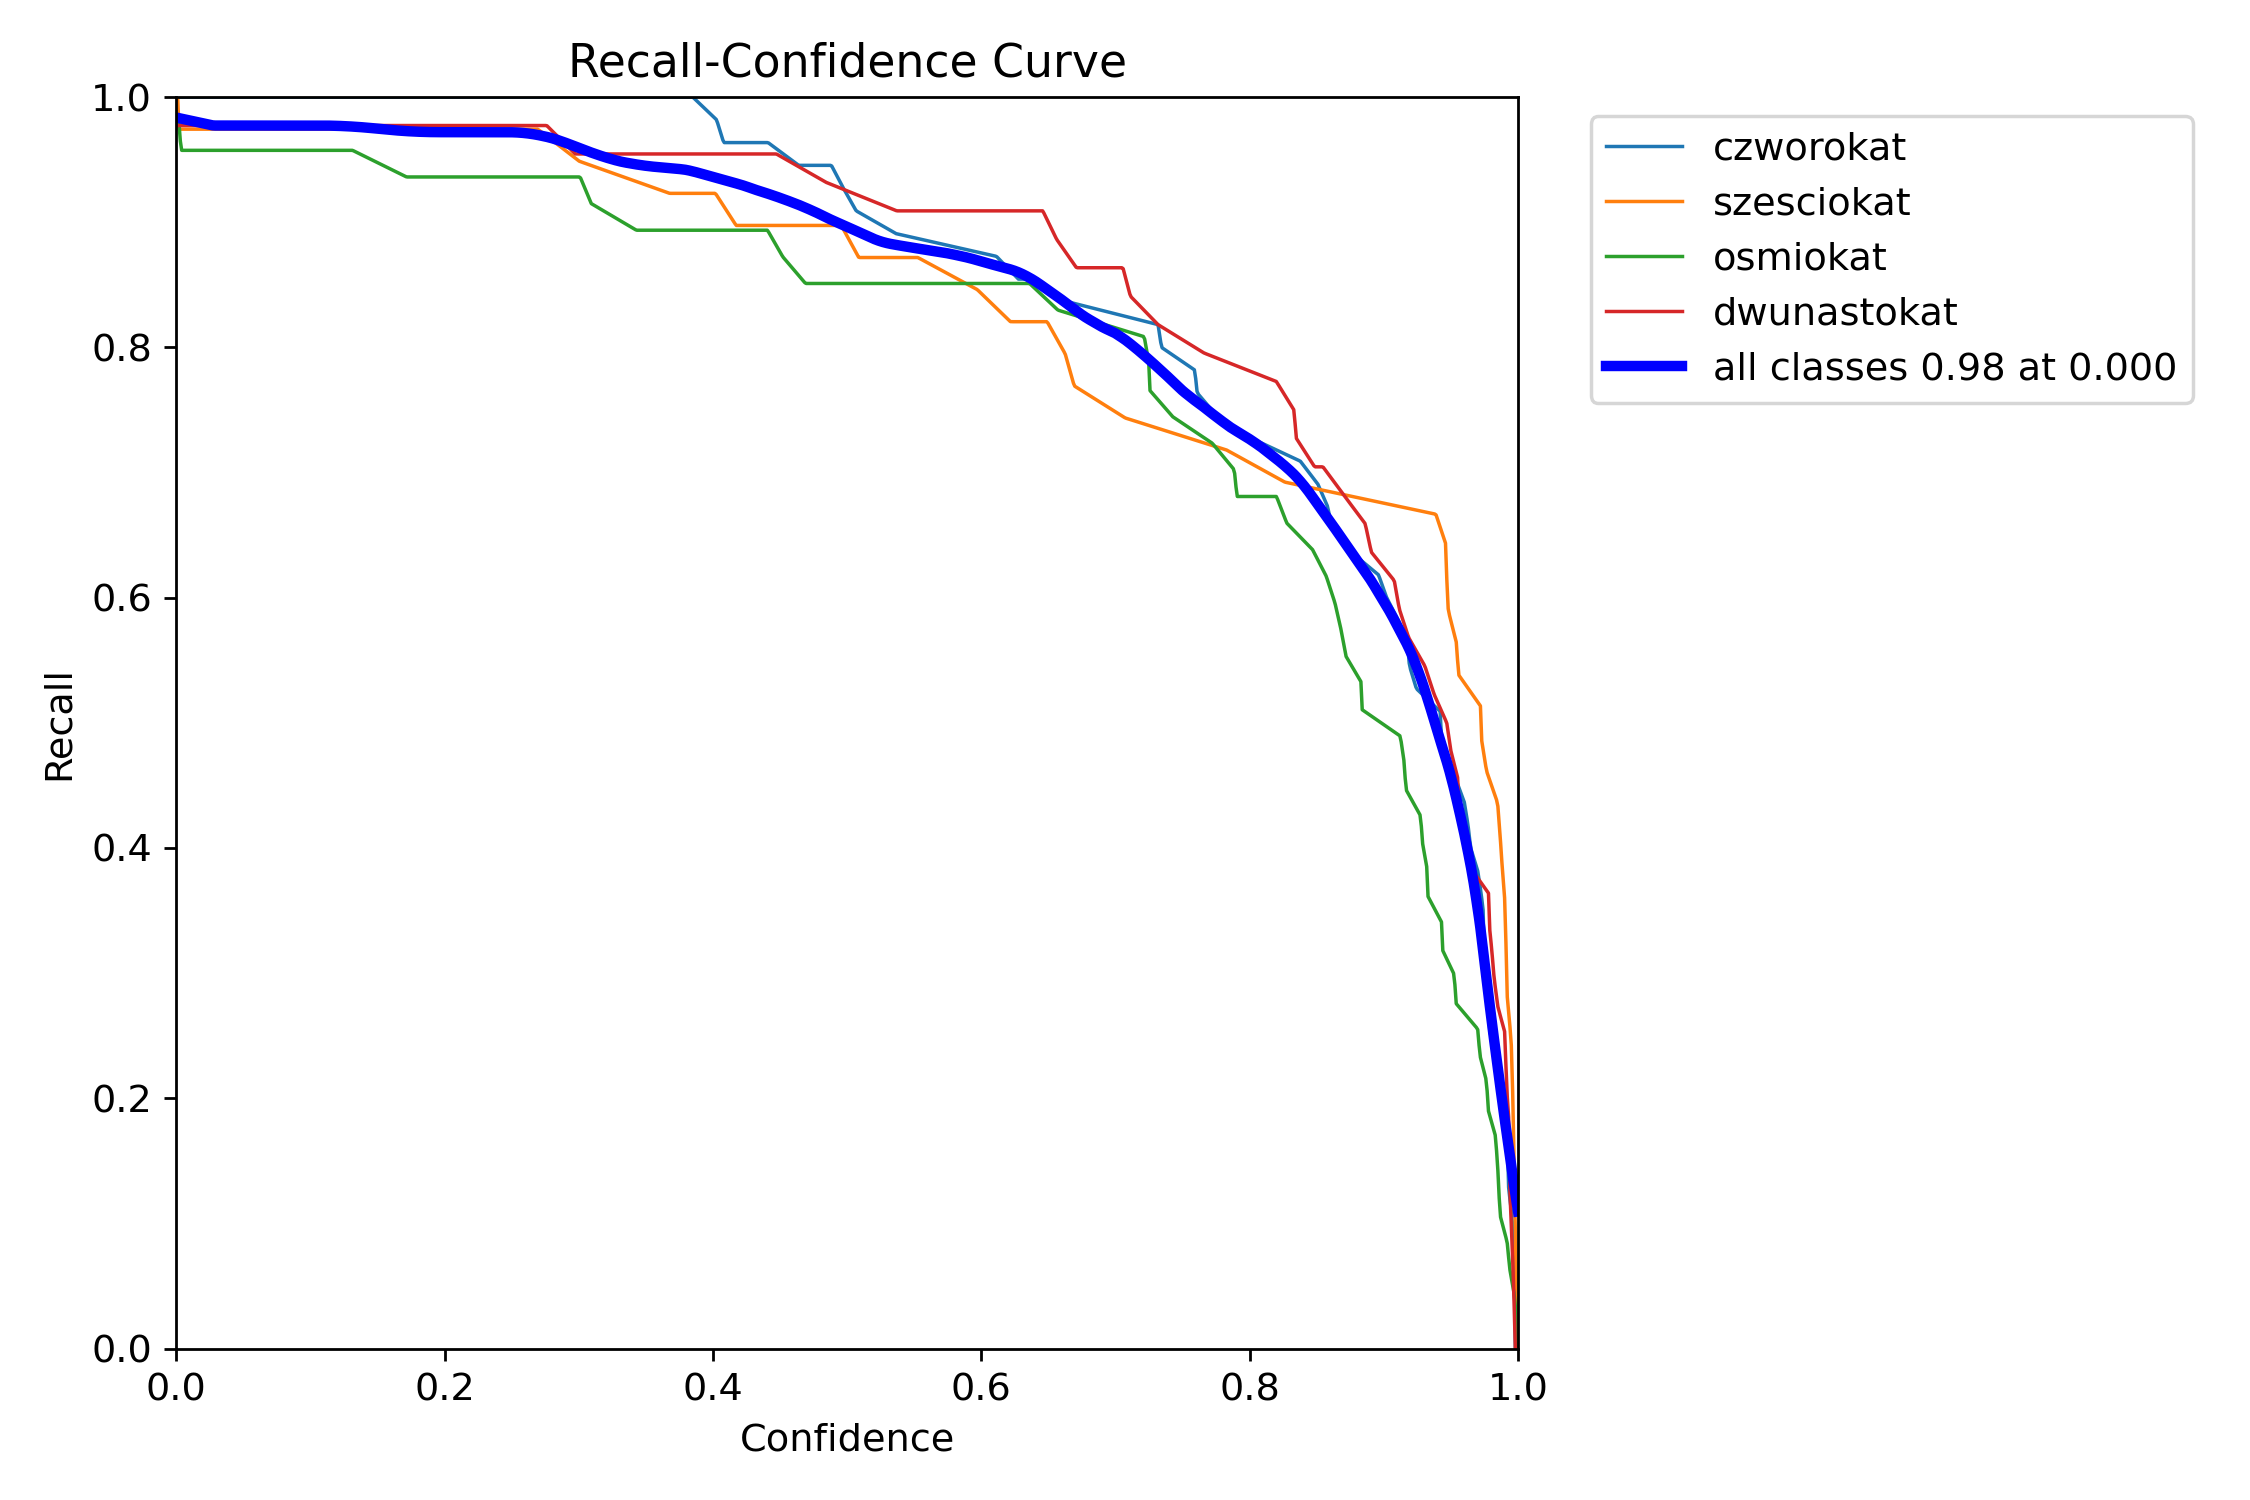 Recall-Confidence Curve
1.0
0.8
0.6
0.4
0.2
0.0
Recall
0.0 0.2 0.4 0.6 0.8 1.0
Confidence
czworokat
szesciokat
osmiokat
dwunastokat
all classes 0.98 at 0.000